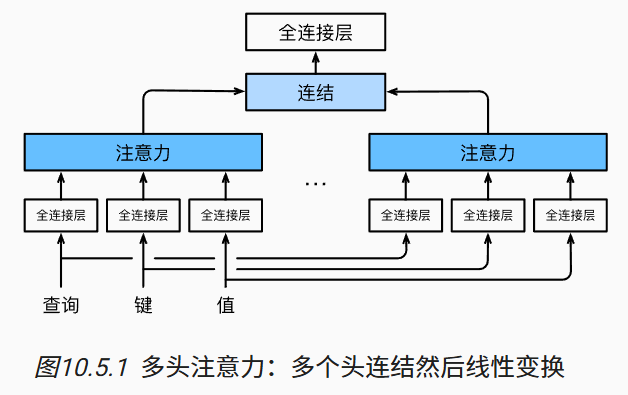 全连接层
连结
注意力 注意力
...
全连接层 全连接层 全连接层 全连接层 全连接层 全连接层
查询 键 值
图10.5.1 多头注意力：多个头连结然后线性变换